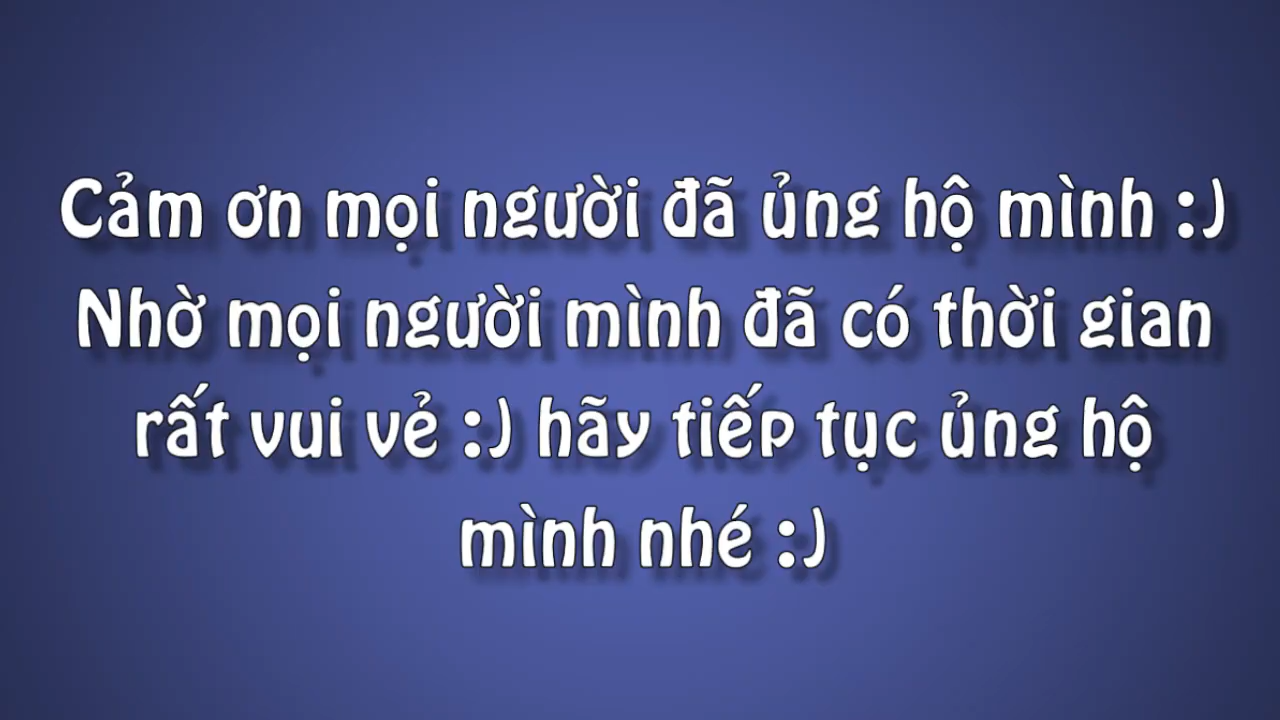 Cảm ơn mọi người đã ủng hộ mình :)
Nhờ mọi người mình đã có thời gian
rất vui vẻ :) hãy tiếp tục ủng hộ
mình nhé :)